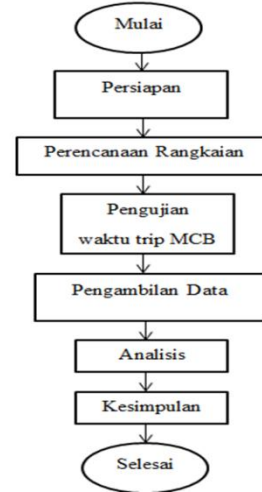 Mulai
Persiapan
Perencanaan Rangkaian
Pengujian
waktu trip MCB
Pengambilan Data
Analisis
Kesimpulan
Selesai